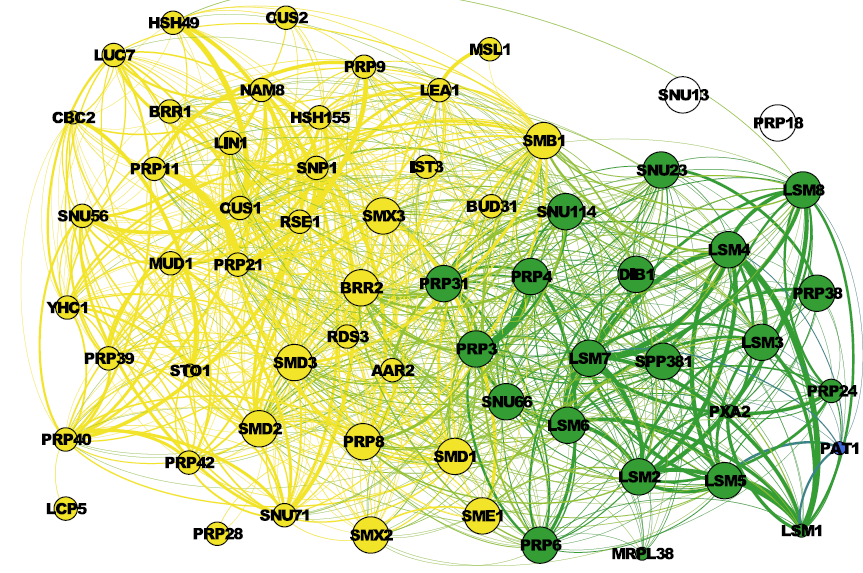 CUS2
HSH49
MSL1
LUC7
PRP9
NAM8
LEA1
SNU13
CBC2
BRR1
HSH155
PRP18
LIN1
SMB1
PRP11
SNP1
IST3
SNU23
LSM8
SNU56
CUS1
RSE1
SMX3
BUD31
SNU114
MUD1
PRP21
LSM4
YHC1
BRR2
PRP31
PRP4
DIB1
PRP38
RDS3
PRP39
STO1
SMD3
AAR2
PRP3
LSM7
SPP381
LSM3
PRP24
SNU66
PXA2
PRP40
SMD2
PRP8
LSM6
PAT1
PRP42
SMD1
LSM2
LSM5
LCP5
SNU71
SME1
PRP28
SMX2
PRP6
MRPL38
LSM1